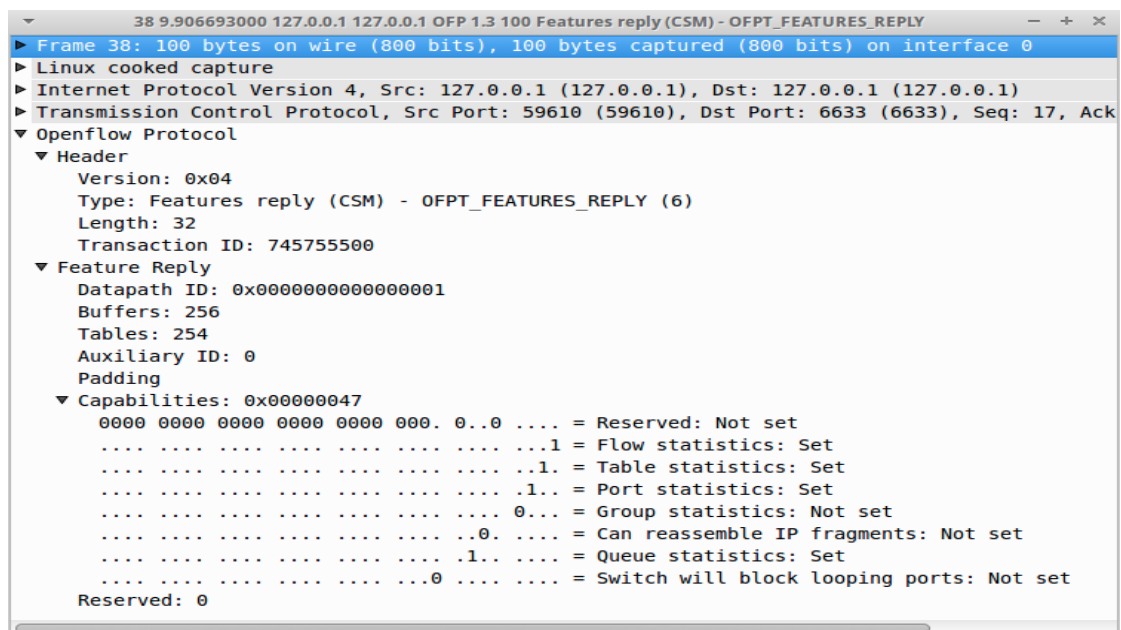 38 9.906693000 127.0.0.1 127.0.0.1 OFP 1.3 100 Features reply (CSM) - OFPT_FEATURES_REPLY
Frame 38: 100 bytes on wire (800 bits), 100 bytes captured (800 bits) on interface 0
Linux cooked capture
Internet Protocol Version 4, Src: 127.0.0.1 (127.0.0.1), Dst: 127.0.0.1 (127.0.0.1)
Transmission Control Protocol, Src Port: 59610 (59610), Dst Port: 6633 (6633), Seq: 17, Ack
Openflow Protocol
Header
Version: 0x04
Type: Features reply (CSM) - OFPT_FEATURES_REPLY (6)
Length: 32
Transaction ID: 745755500
Feature Reply
Datapath ID: 0x0000000000000001
Buffers: 256
Tables: 254
Auxiliary ID: 0
Padding
Capabilities: 0x00000047
0000 0000 0000 0000 0000 000. 0..0 .... = Reserved: Not set
.... .... .... .... .... .... .... ...1 = Flow statistics: Set
.... .... .... .... .... .... .... ..1. = Table statistics: Set
.... .... .... .... .... .... .... .1.. = Port statistics: Set
.... .... .... .... .... .... .... 0... = Group statistics: Not set
.... .... .... .... .... .... ..0. .... = Can reassemble IP fragments: Not set
.... .... .... .... .... .... .1.. .... = Queue statistics: Set
.... .... .... .... .... ...0 .... .... = Switch will block looping ports: Not set
Reserved: 0